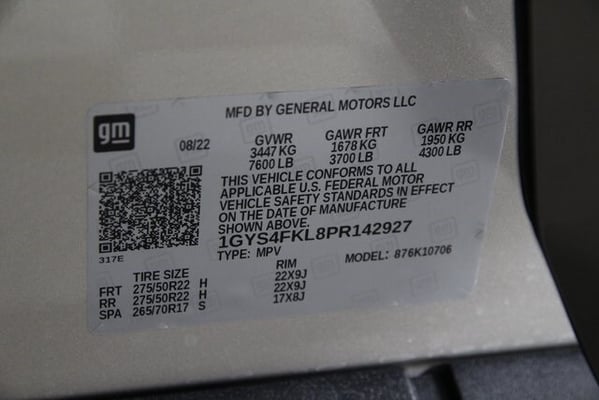 MFD BY GENERAL MOTORS LLC
gm
08/22 GVWR GAWR FRT GAWR RR
3447 KG 1678 KG 1950 KG
7600 LB 3700 LB 4300 LB
THIS VEHICLE CONFORMS TO ALL
APPLICABLE U.S. FEDERAL MOTOR
VEHICLE SAFETY STANDARDS IN EFFECT
ON THE DATE OF MANUFACTURE
SHOWN ABOVE.
1GYS4FKL8PR142927
317E
TYPE: MPV MODEL: 876K10706
TIRE SIZE RIM
FRT 275/50R22 H 22X9J
RR 275/50R22 H 22X9J
SPA 265/70R17 S 17X8J